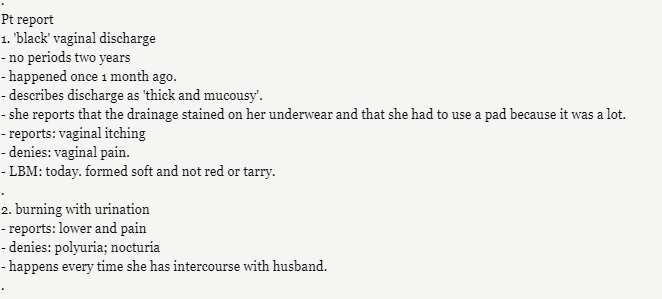 .
Pt report
1. 'black' vaginal discharge
- no periods two years
- happened once 1 month ago.
- describes discharge as 'thick and mucousy'.
- she reports that the drainage stained on her underwear and that she had to use a pad because it was a lot.
- reports: vaginal itching
- denies: vaginal pain.
- LBM: today. formed soft and not red or tarry.
.
2. burning with urination
- reports: lower and pain
- denies: polyuria; nocturia
- happens every time she has intercourse with husband.
.